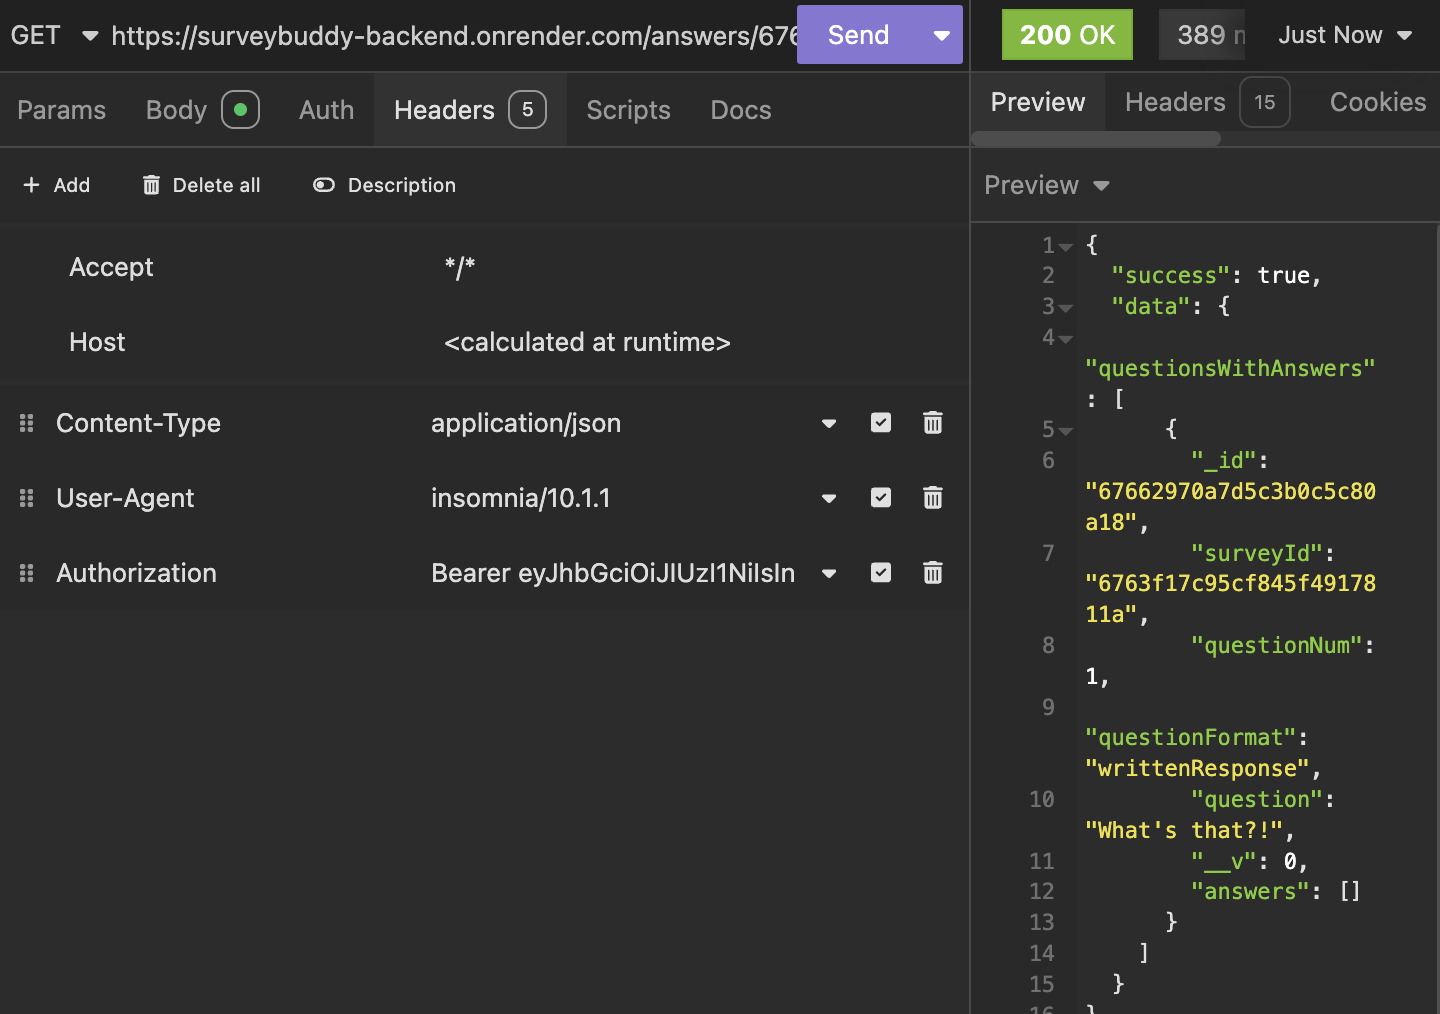 GET https://surveybuddy-backend.onrender.com/answers/676 Send
200 OK 389 Just Now
Params Body Auth Headers 5 Scripts Docs
Preview Headers 15 Cookies
+ Add Delete all Description
Preview
Accept */*
Host <calculated at runtime>
Content-Type application/json
User-Agent insomnia/10.1.1
Authorization Bearer eyJhbGciOiJIUzI1NiIsIn
1 {
2 "success": true,
3 "data": {
4
"questionsWithAnswers"
: [
5 {
6 "_id":
"67662970a7d5c3b0c5c80
a18",
7 "surveyId":
"6763f17c95cf845f49178
11a",
8 "questionNum":
1,
9
"questionFormat":
"writtenResponse",
10 "question":
"What's that?!",
11 "__v": 0,
12 "answers": []
13 }
14 ]
15 }
16 }